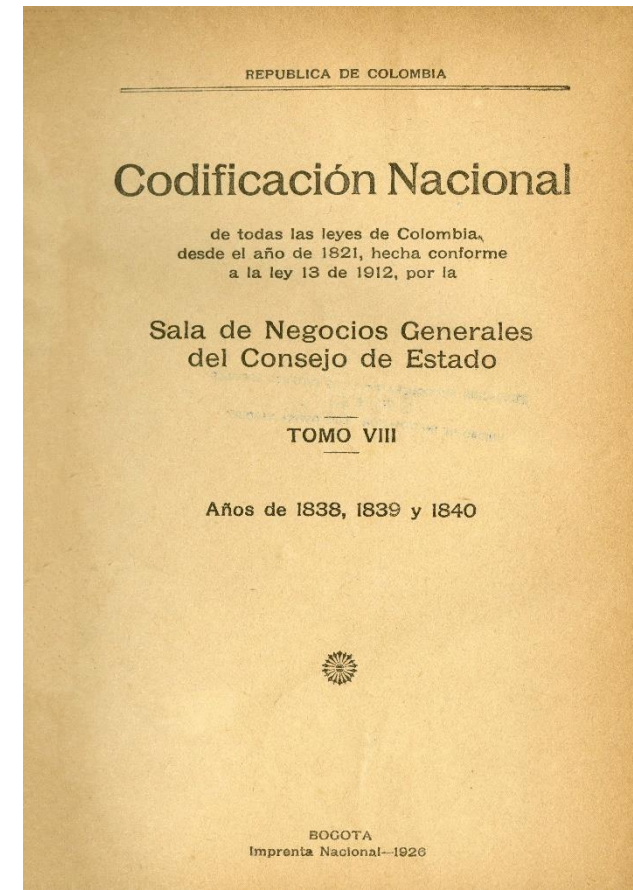 REPUBLICA DE COLOMBIA
Codificación Nacional
de todas las leyes de Colombia,
desde el año de 1821, hecha conforme
a la ley 13 de 1912, por la
Sala de Negocios Generales
del Consejo de Estado
TOMO VIII
Años de 1838, 1839 y 1840
BOGOTA
Imprenta Nacional—1926